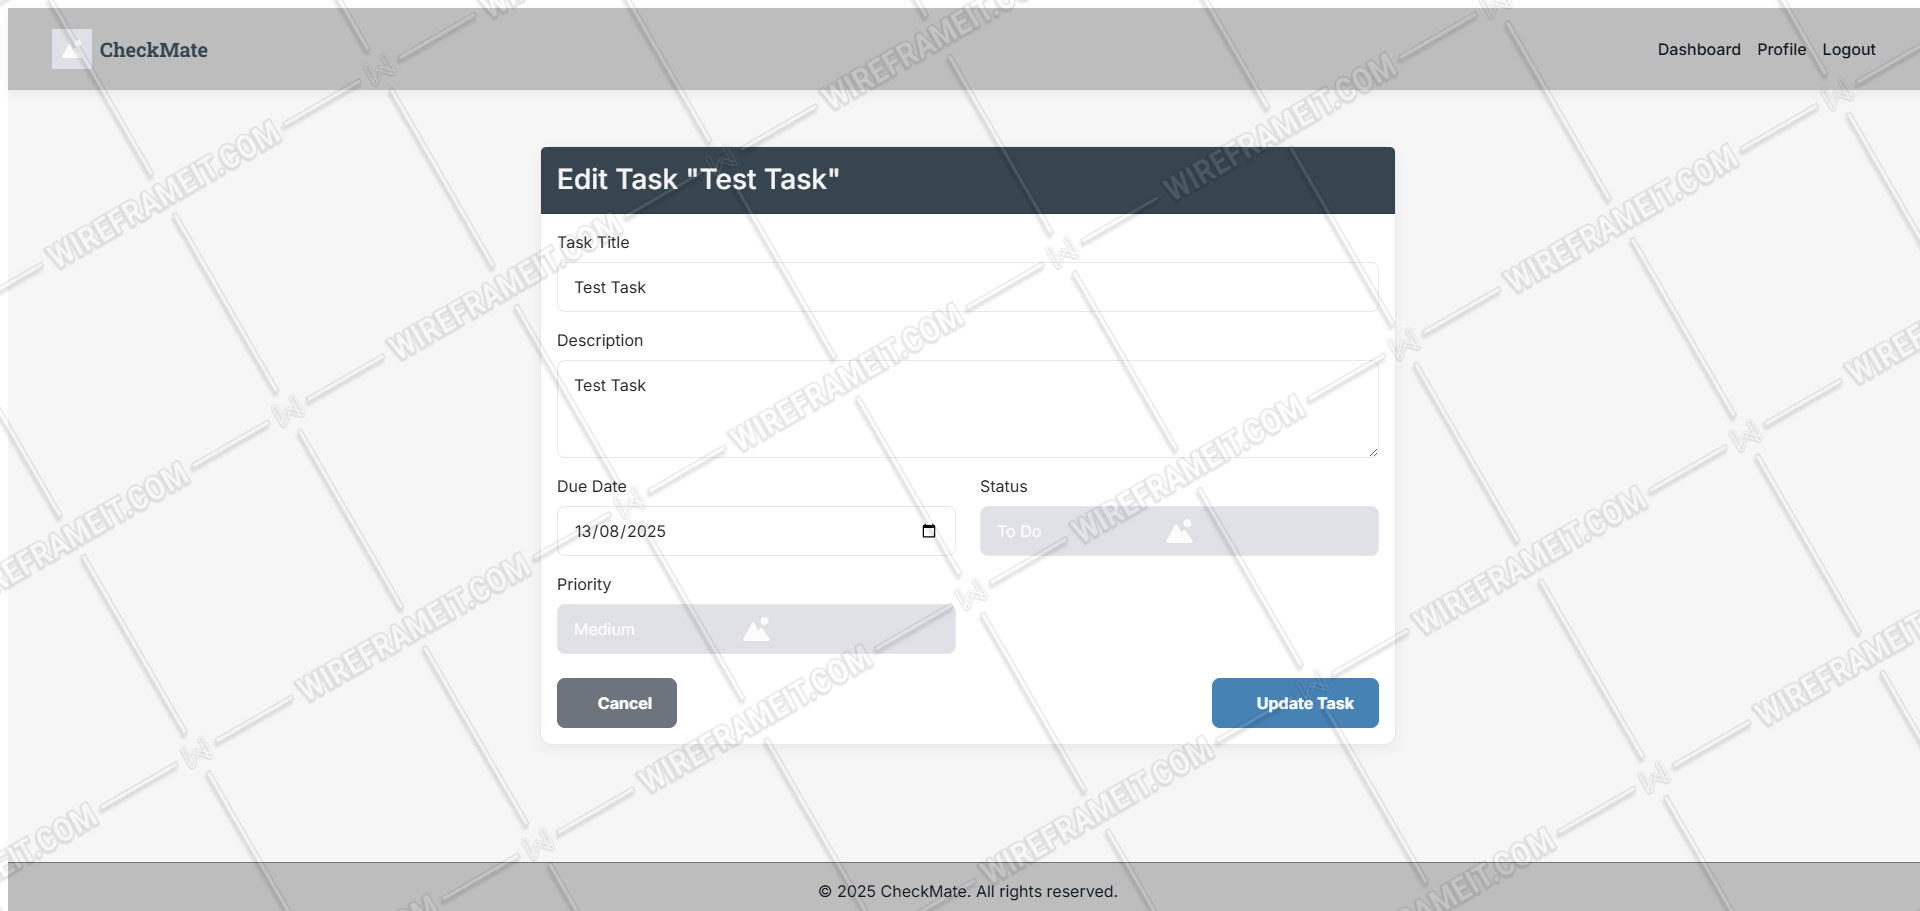 CheckMate
Dashboard Profile Logout
Edit Task "Test Task"
Task Title
Test Task
Description
Test Task
Due Date
Status
13/08/2025
To Do
Priority
Medium
Cancel
Update Task
© 2025 CheckMate. All rights reserved.
WIREFRAMEIT.COM